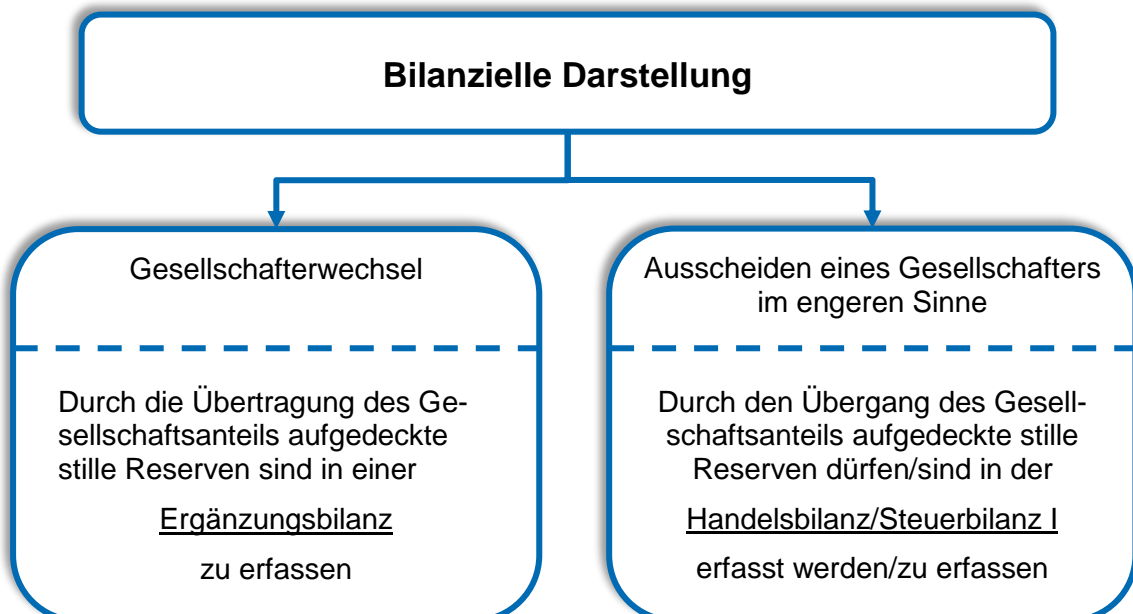 Bilanzielle Darstellung
Gesellschafterwechsel
Durch die Übertragung des Ge-
sellschaftsanteils aufgedeckte
stille Reserven sind in einer
Ergänzungsbilanz
zu erfassen
Ausscheiden eines Gesellschafters
im engeren Sinne
Durch den Übergang des Gesell-
schaftsanteils aufgedeckte stille
Reserven dürfen/sind in der
Handelsbilanz/Steuerbilanz I
erfasst werden/zu erfassen